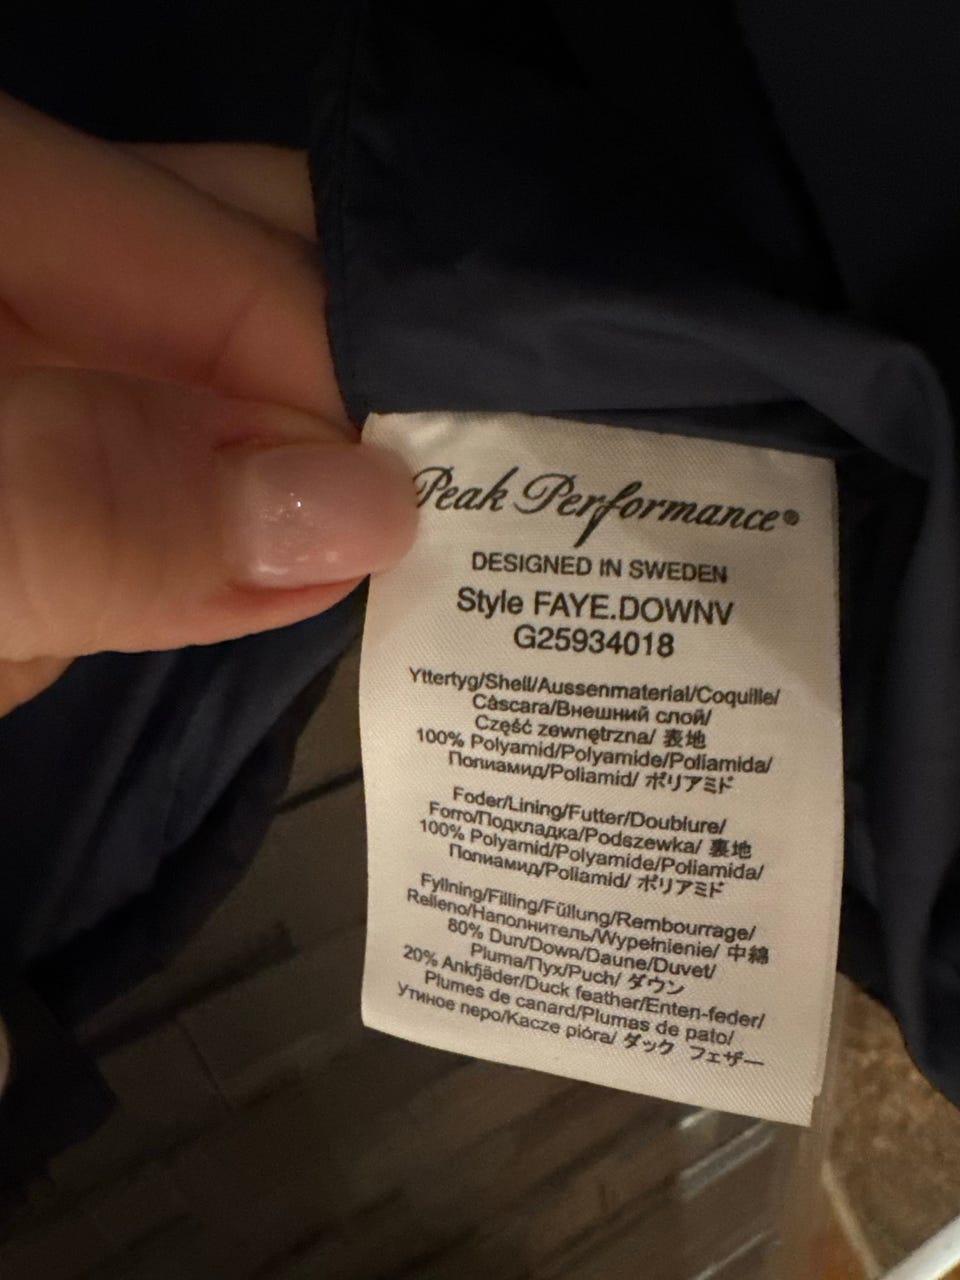 Peak Performance®
DESIGNED IN SWEDEN
Style FAYE.DOWNV
G25934018
Yttertyg/Shell/Aussenmaterial/Coquille/
Càscara/Внешний слой/
Część zewnętrzna/ 表地
100% Polyamid/Polyamide/Poliamida/
Полиамид/Poliamid/ ポリアミド
Foder/Lining/Futter/Doublure/
Forro/Подкладка/Podszewka/ 裏地
100% Polyamid/Polyamide/Poliamida/
Полиамид/Poliamid/ ポリアミド
Fyllning/Filling/Füllung/Rembourrage/
Relleno/Наполнитель/Wypełnienie/ 中綿
80% Dun/Down/Daune/Duvet/
Pluma/Пух/Puch/ ダウン
20% Ankfjäder/Duck feather/Enten-feder/
Plumes de canard/Plumas de pato/
Утиное перо/Kacze pióra/ ダック フェザー